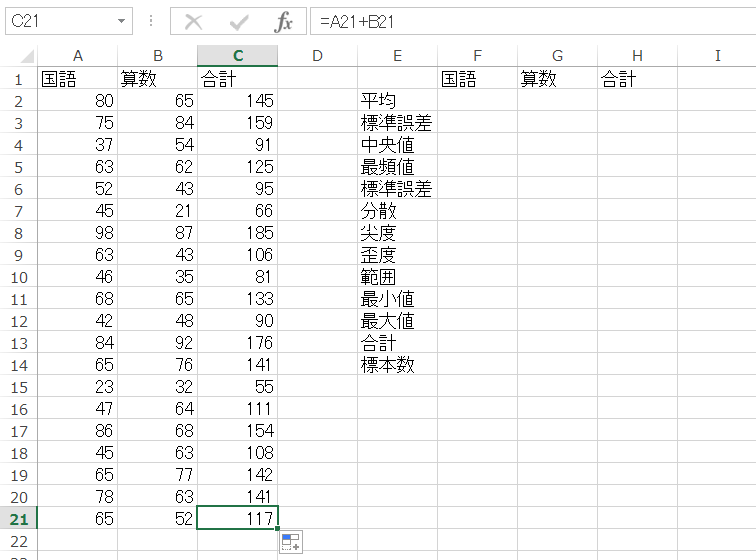 C21 =A21+B21
A B C D E F G H I
1 国語 算数 合計 国語 算数 合計
2 80 65 145 平均
3 75 84 159 標準誤差
4 37 54 91 中央値
5 63 62 125 最頻値
6 52 43 95 標準誤差
7 45 21 66 分散
8 98 87 185 尖度
9 63 43 106 歪度
10 46 35 81 範囲
11 68 65 133 最小値
12 42 48 90 最大値
13 84 92 176 合計
14 65 76 141 標本数
15 23 32 55
16 47 64 111
17 86 68 154
18 45 63 108
19 65 77 142
20 78 63 141
21 65 52 117
22